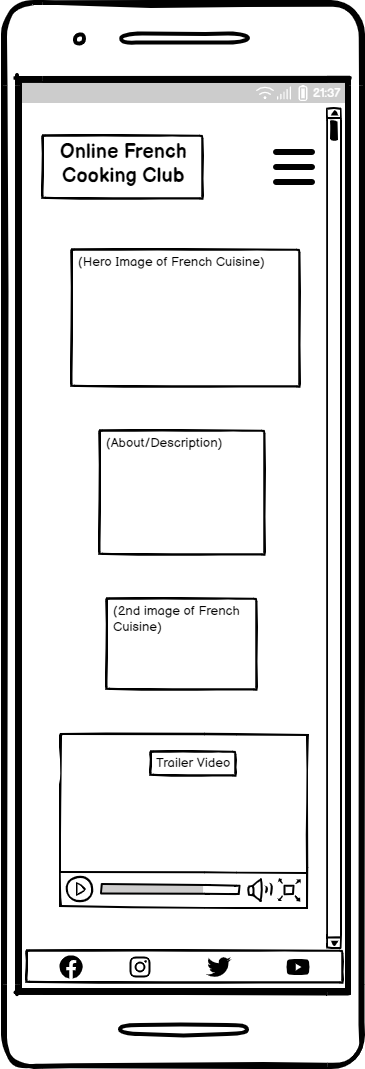 21:37
Online French
Cooking Club
(Hero Image of French Cuisine)
(About/Description)
(2nd image of French
Cuisine)
Trailer Video